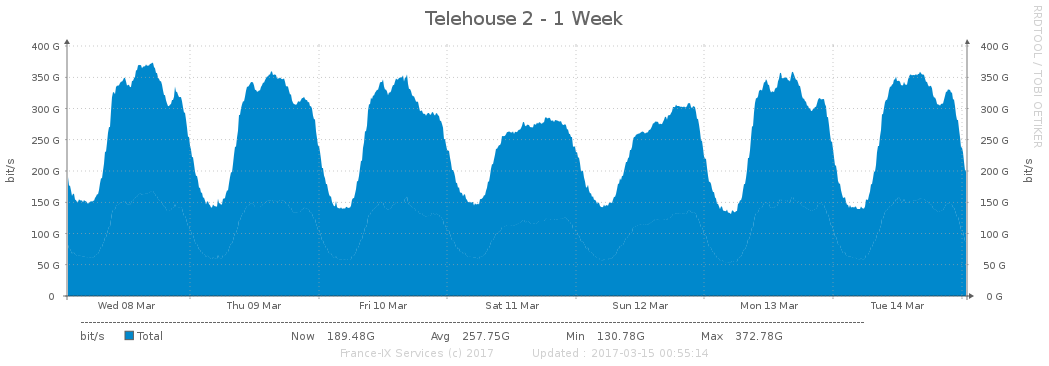 Telehouse 2 - 1 Week
RRDTOOL / TOBI OETIKER
400 G 400 G
350 G 350 G
300 G 300 G
250 G 250 G
200 G 200 G
150 G 150 G
100 G 100 G
50 G 50 G
0 0 G
bit/s bit/s
Wed 08 Mar Thu 09 Mar Fri 10 Mar Sat 11 Mar Sun 12 Mar Mon 13 Mar Tue 14 Mar
bit/s Total Now 189.48G Avg 257.75G Min 130.78G Max 372.78G
France-IX Services (c) 2017 Updated : 2017-03-15 00:55:14